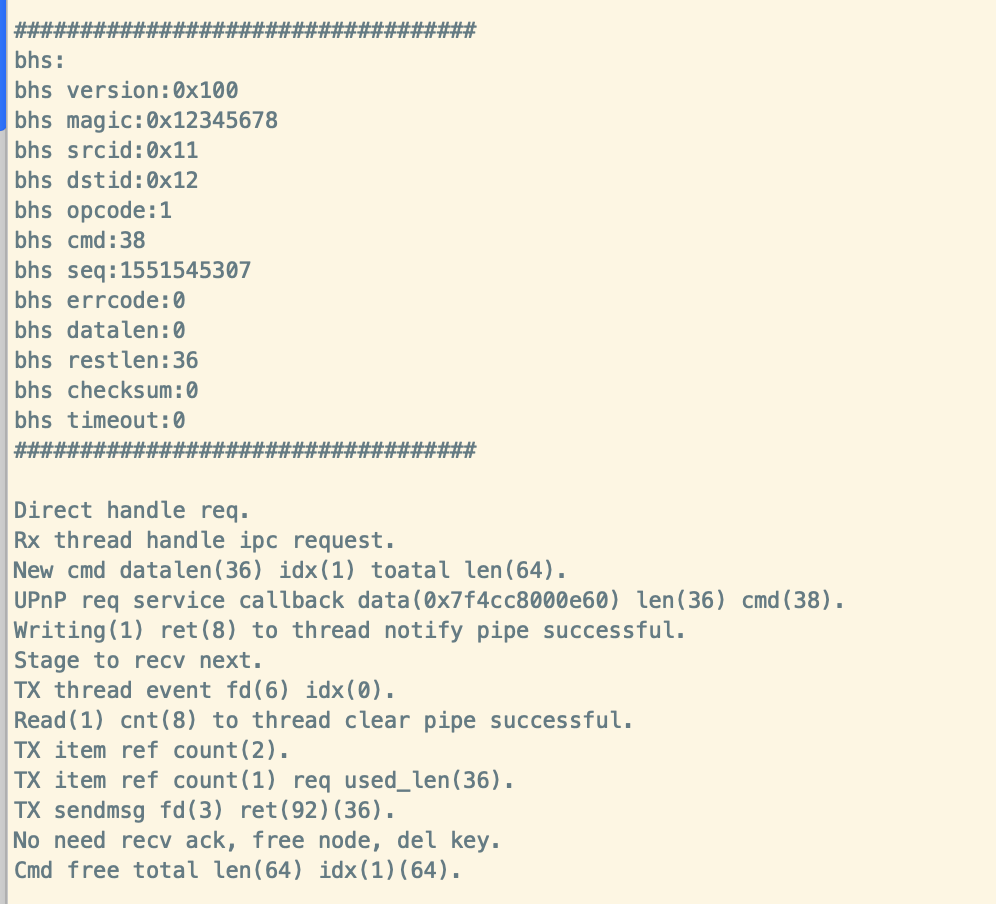 ###################################
bhs:
bhs version:0x100
bhs magic:0x12345678
bhs srcid:0x11
bhs dstid:0x12
bhs opcode:1
bhs cmd:38
bhs seq:1551545307
bhs errcode:0
bhs datalen:0
bhs restlen:36
bhs checksum:0
bhs timeout:0
###################################
Direct handle req.
Rx thread handle ipc request.
New cmd datalen(36) idx(1) toatal len(64).
UPnP req service callback data(0x7f4cc8000e60) len(36) cmd(38).
Writing(1) ret(8) to thread notify pipe successful.
Stage to recv next.
TX thread event fd(6) idx(0).
Read(1) cnt(8) to thread clear pipe successful.
TX item ref count(2).
TX item ref count(1) req used_len(36).
TX sendmsg fd(3) ret(92)(36).
No need recv ack, free node, del key.
Cmd free total len(64) idx(1)(64).